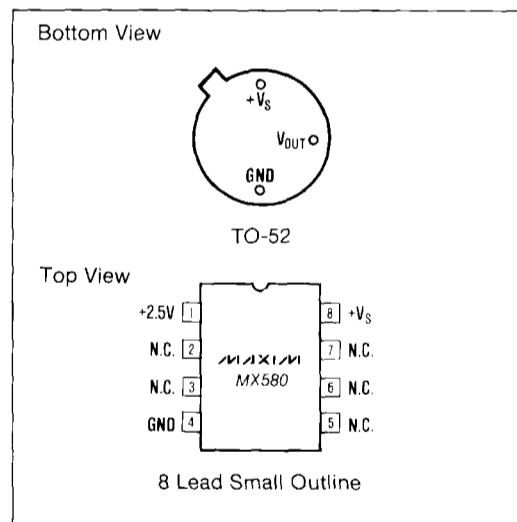 Bottom View
+VS
VOUT
GND
TO-52
Top View
+2.5V 1
8 +VS
N.C. 2
7 N.C.
MAXIM
N.C. 3
MX580
6 N.C.
GND 4
5 N.C.
8 Lead Small Outline